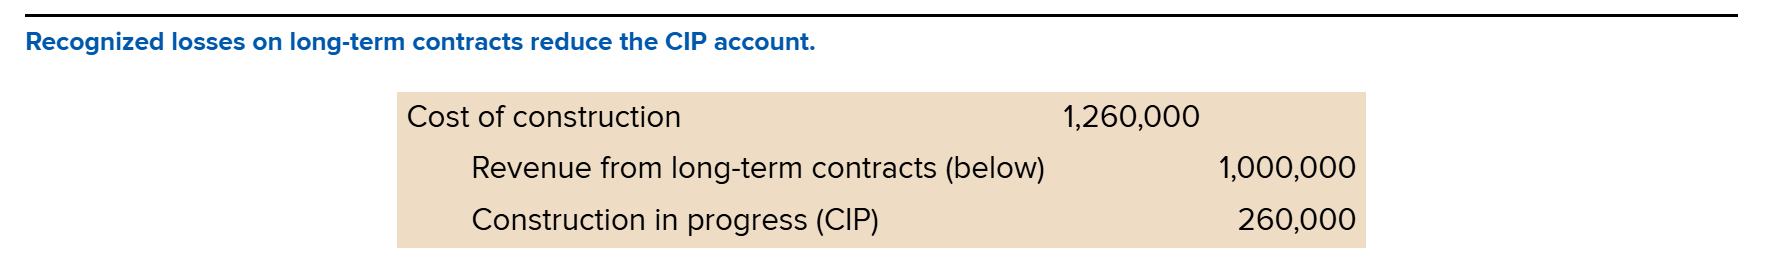 Recognized losses on long-term contracts reduce the CIP account.
Cost of construction 1,260,000
Revenue from long-term contracts (below) 1,000,000
Construction in progress (CIP) 260,000